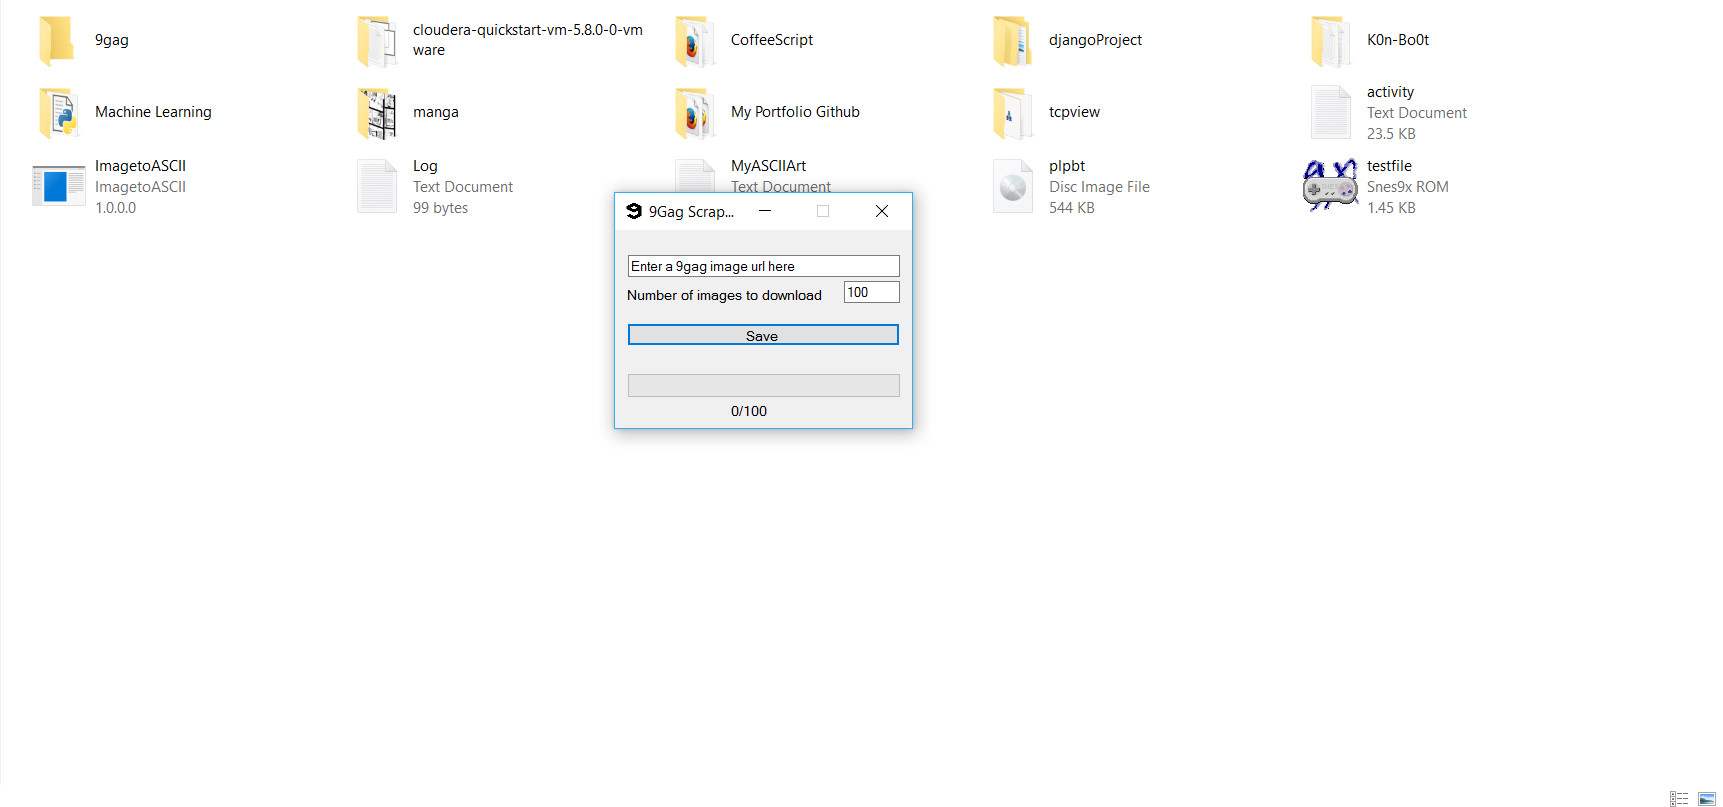 9gag
cloudera-quickstart-vm-5.8.0-0-vm
ware
CoffeeScript
djangoProject
K0n-Bo0t
Machine Learning
manga
My Portfolio Github
tcpview
activity
Text Document
23.5 KB
ImagetoASCII
ImagetoASCII
1.0.0.0
Log
Text Document
99 bytes
MyASCIIArt
Text Document
plpbt
Disc Image File
544 KB
testfile
Snes9x ROM
1.45 KB
9Gag Scrap...
Enter a 9gag image url here
Number of images to download
100
Save
0/100